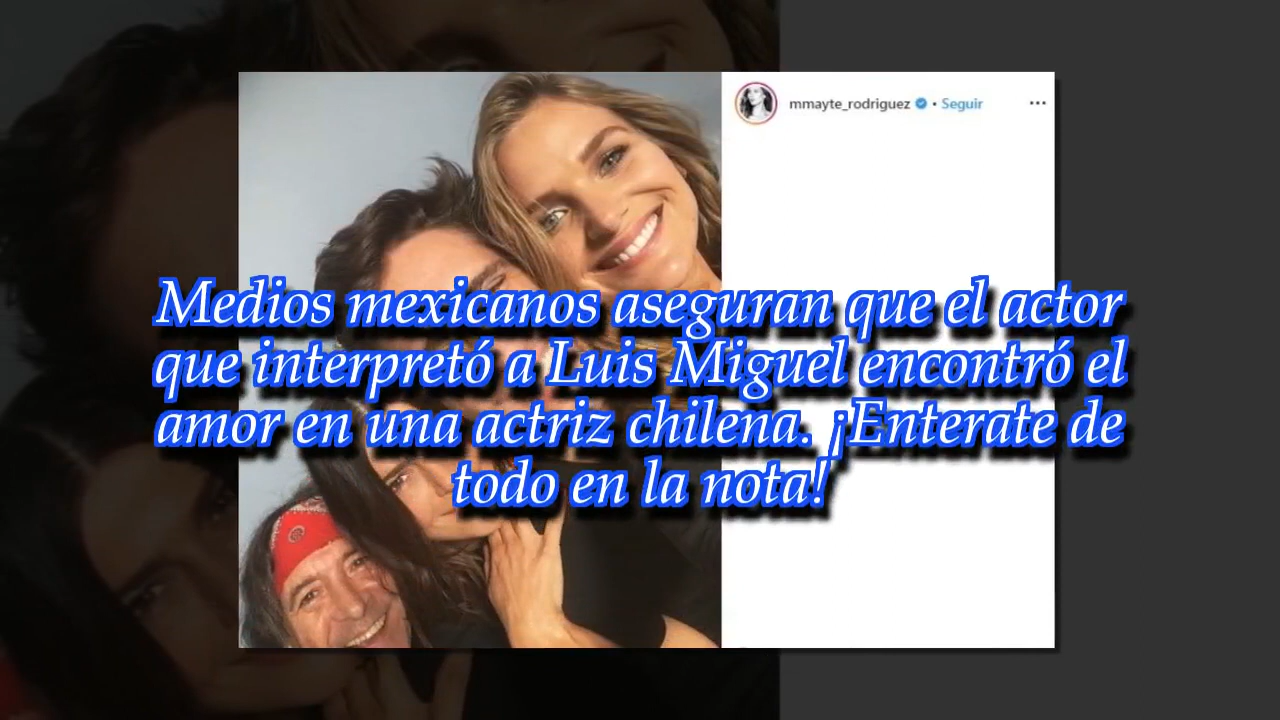 mmayte_rodriguez • Seguir
Medios mexicanos aseguran que el actor
que interpretó a Luis Miguel encontró el
amor en una actriz chilena. ¡Enterate de
todo en la nota!